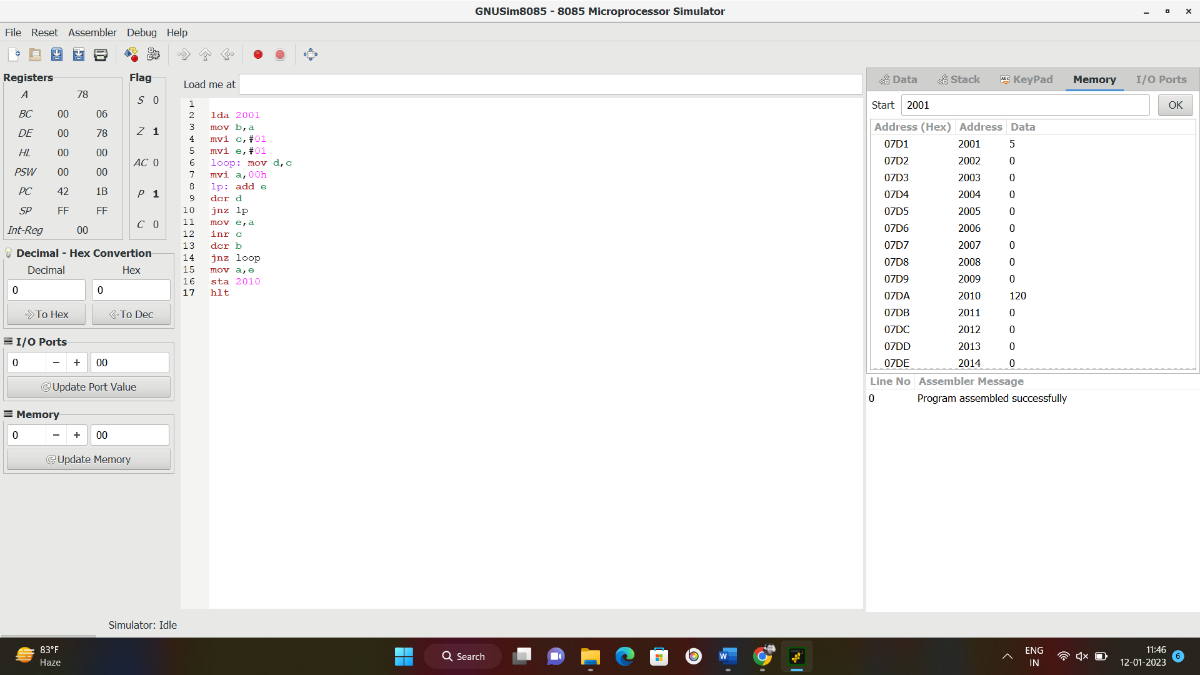 GNUSim8085 - 8085 Microprocessor Simulator
File Reset Assembler Debug Help
Registers
A 78
BC 00 06
DE 00 78
HL 00 00
PSW 00 00
PC 42 1B
SP FF FF
Int-Reg 00
Flag
S 0
Z 1
AC 0
P 1
C 0
Decimal - Hex Convertion
Decimal Hex
0 0
To Hex To Dec
I/O Ports
0 - + 00
Update Port Value
Memory
0 - + 00
Update Memory
Load me at
1
2 lda 2001
3 mov b,a
4 mvi c,#01
5 mvi e,#01
6 loop: mov d,c
7 mvi a,00h
8 lp: add e
9 dcr d
10 jnz lp
11 mov e,a
12 inr c
13 dcr b
14 jnz loop
15 mov a,e
16 sta 2010
17 hlt
Data Stack KeyPad Memory I/O Ports
Start 2001 OK
Address (Hex) Address Data
07D1 2001 5
07D2 2002 0
07D3 2003 0
07D4 2004 0
07D5 2005 0
07D6 2006 0
07D7 2007 0
07D8 2008 0
07D9 2009 0
07DA 2010 120
07DB 2011 0
07DC 2012 0
07DD 2013 0
07DE 2014 0
Line No Assembler Message
0 Program assembled successfully
Simulator: Idle
83°F
Haze
Search
ENG
IN
11:46
12-01-2023
6